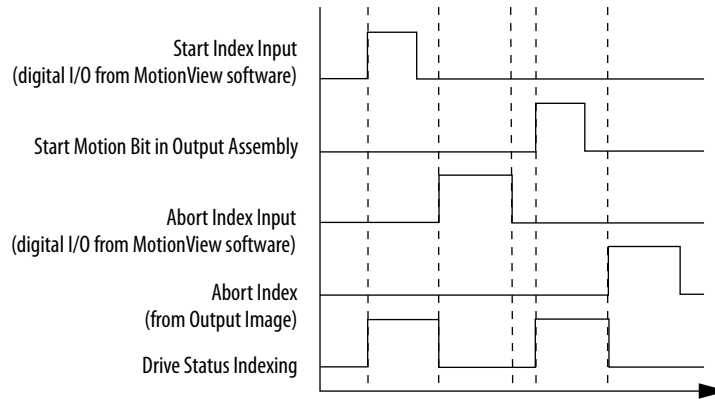 Start Index Input
(digital I/O from MotionView software)
Start Motion Bit in Output Assembly
Abort Index Input
(digital I/O from MotionView software)
Abort Index
(from Output Image)
Drive Status Indexing